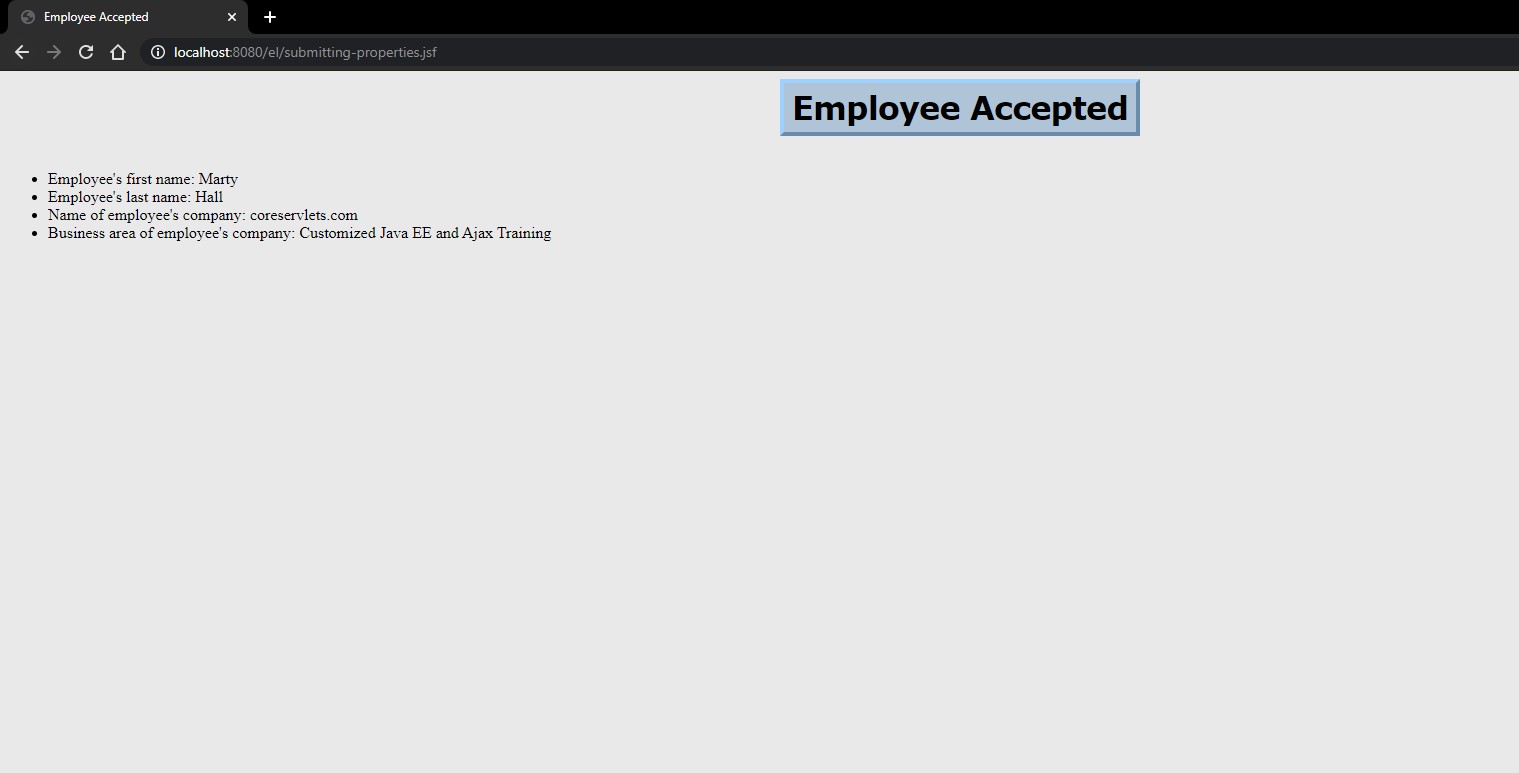 Employee Accepted
localhost:8080/el/submitting-properties.jsf
Employee Accepted
Employee's first name: Marty
Employee's last name: Hall
Name of employee's company: coreservlets.com
Business area of employee's company: Customized Java EE and Ajax Training